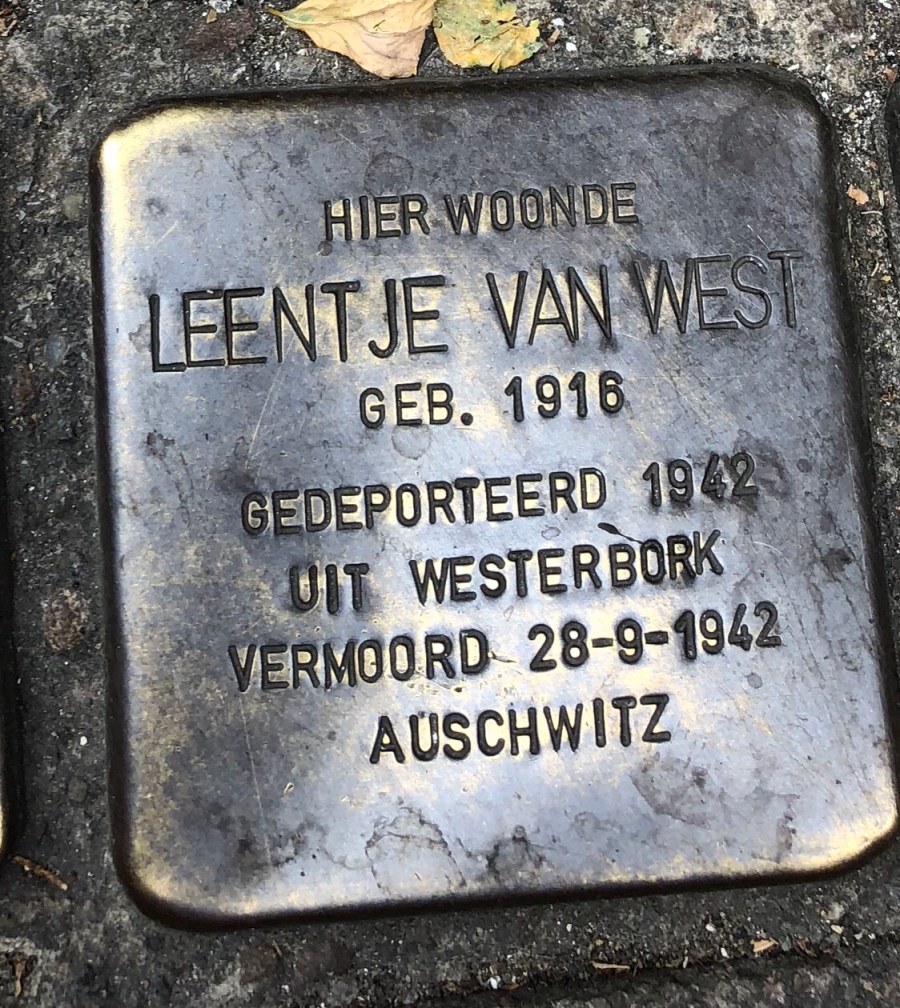 HIER WOONDE
LEENTJE VAN WEST
GEB. 1916
GEDEPORTEERD 1942
UIT WESTERBORK
VERMOORD 28-9-1942
AUSCHWITZ